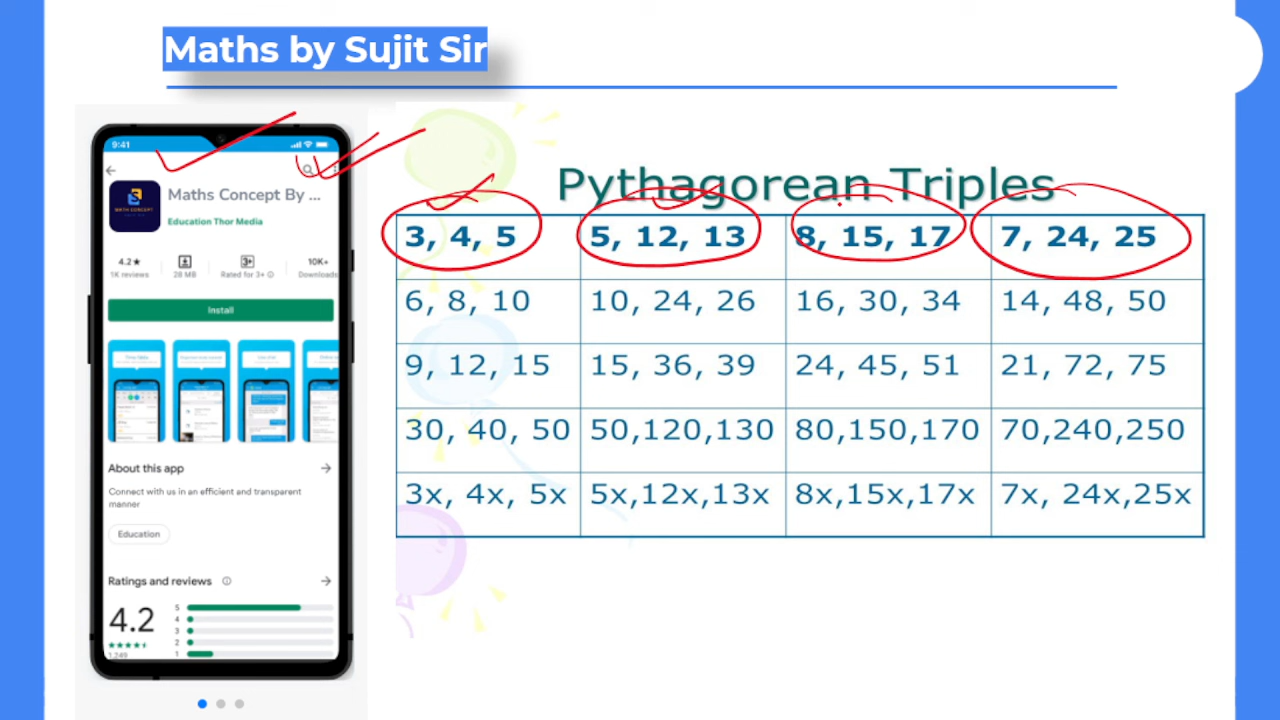 Maths by Sujit Sir
9:41
Maths Concept By ...
Education Thor Media
4.2★ 3+ 10K+
1K reviews 28 MB Rated for 3+ Downloads
Install
About this app
Connect with us in an efficient and transparent
manner
Education
Ratings and reviews
4.2
5
4
3
2
1
1,249
Pythagorean Triples
3, 4, 5 5, 12, 13 8, 15, 17 7, 24, 25
6, 8, 10 10, 24, 26 16, 30, 34 14, 48, 50
9, 12, 15 15, 36, 39 24, 45, 51 21, 72, 75
30, 40, 50 50,120,130 80,150,170 70,240,250
3x, 4x, 5x 5x,12x,13x 8x,15x,17x 7x, 24x,25x